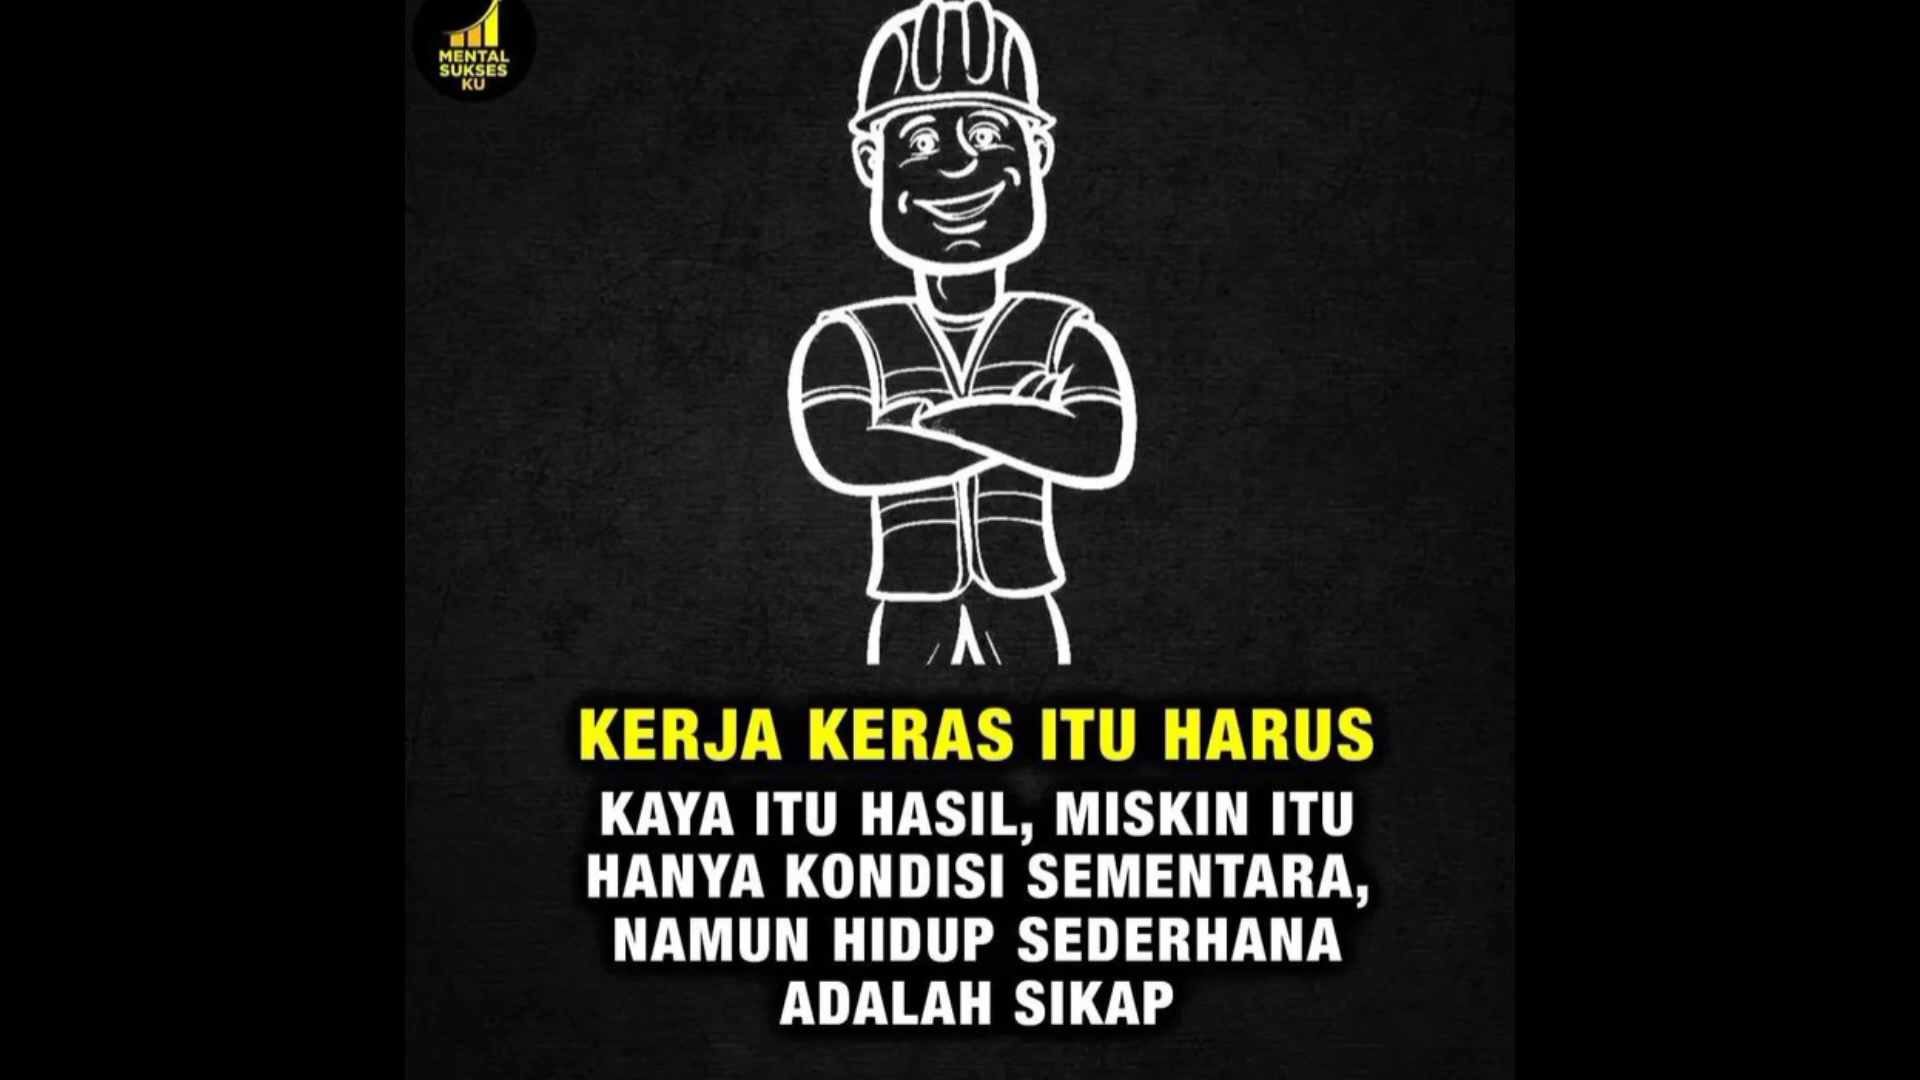 MENTAL
SUKSES
KU
KERJA KERAS ITU HARUS
KAYA ITU HASIL, MISKIN ITU
HANYA KONDISI SEMENTARA,
NAMUN HIDUP SEDERHANA
ADALAH SIKAP